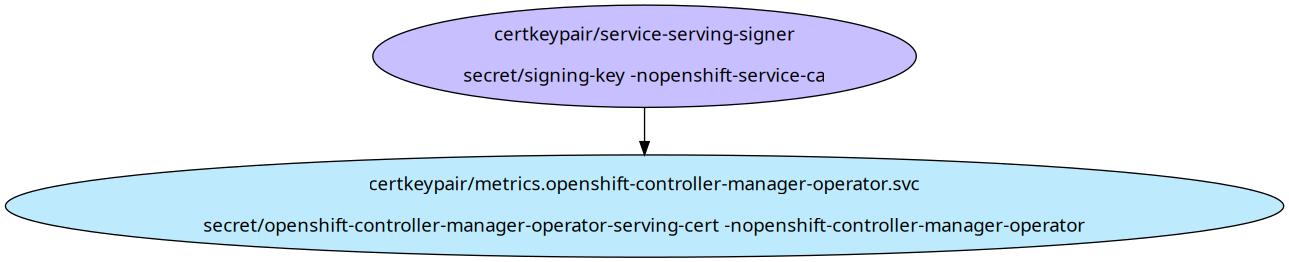 certkeypair/service-serving-signer
secret/signing-key -nopenshift-service-ca
certkeypair/metrics.openshift-controller-manager-operator.svc
secret/openshift-controller-manager-operator-serving-cert -nopenshift-controller-manager-operator